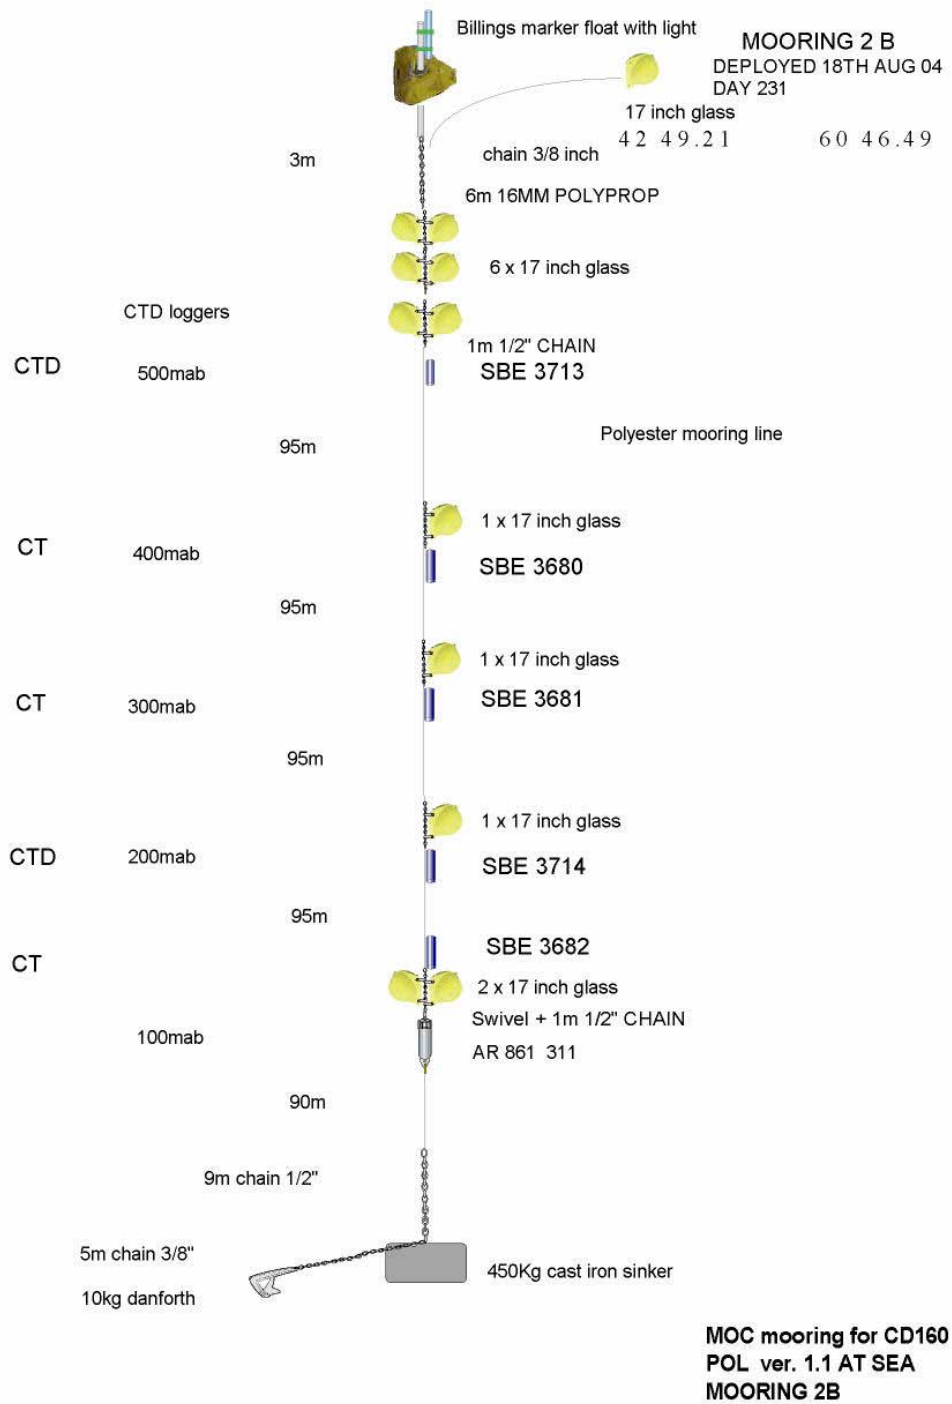 Billings marker float with light
MOORING 2 B
DEPLOYED 18TH AUG 04
DAY 231
17 inch glass
42 49.21 60 46.49
3m
chain 3/8 inch
6m 16MM POLYPROP
6 x 17 inch glass
CTD loggers
1m 1/2" CHAIN
CTD 500mab SBE 3713
95m Polyester mooring line
1 x 17 inch glass
CT 400mab SBE 3680
95m
1 x 17 inch glass
CT 300mab SBE 3681
95m
1 x 17 inch glass
CTD 200mab SBE 3714
95m
SBE 3682
CT
2 x 17 inch glass
Swivel + 1m 1/2" CHAIN
100mab
AR 861 311
90m
9m chain 1/2"
5m chain 3/8"
450Kg cast iron sinker
10kg danforth
MOC mooring for CD160
POL ver. 1.1 AT SEA
MOORING 2B